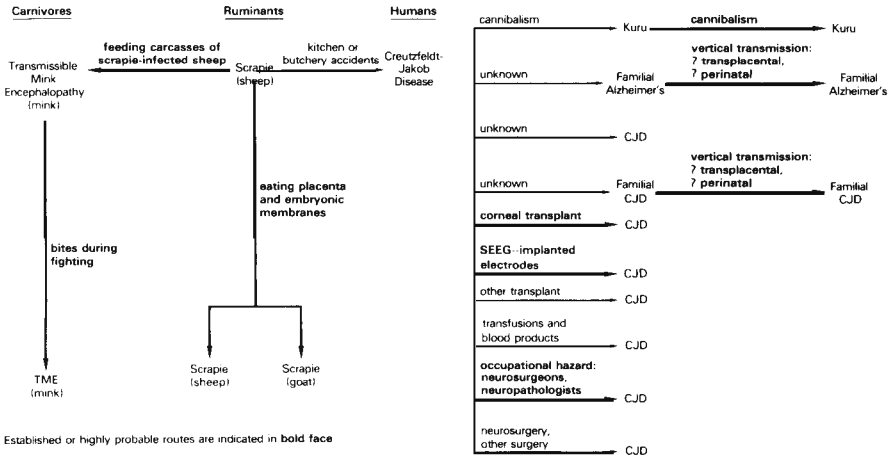 Carnivores
Ruminants
Humans
feeding carcasses of
scrapie-infected sheep
kitchen or
butchery accidents
Transmissible
Mink
Encephalopathy
(mink)
Scrapie
(sheep)
Creutzfeldt-
Jakob
Disease
eating placenta
and embryonic
membranes
bites during
fighting
TME
(mink)
Scrapie
(sheep)
Scrapie
(goat)
Established or highly probable routes are indicated in bold face
cannibalism
Kuru
cannibalism
Kuru
unknown
Familial
Alzheimer's
vertical transmission:
? transplacental,
? perinatal
Familial
Alzheimer's
unknown
CJD
unknown
Familial
CJD
vertical transmission:
? transplacental,
? perinatal
Familial
CJD
corneal transplant
CJD
SEEG--implanted
electrodes
CJD
other transplant
CJD
transfusions and
blood products
CJD
occupational hazard:
neurosurgeons,
neuropathologists
CJD
neurosurgery,
other surgery
CJD